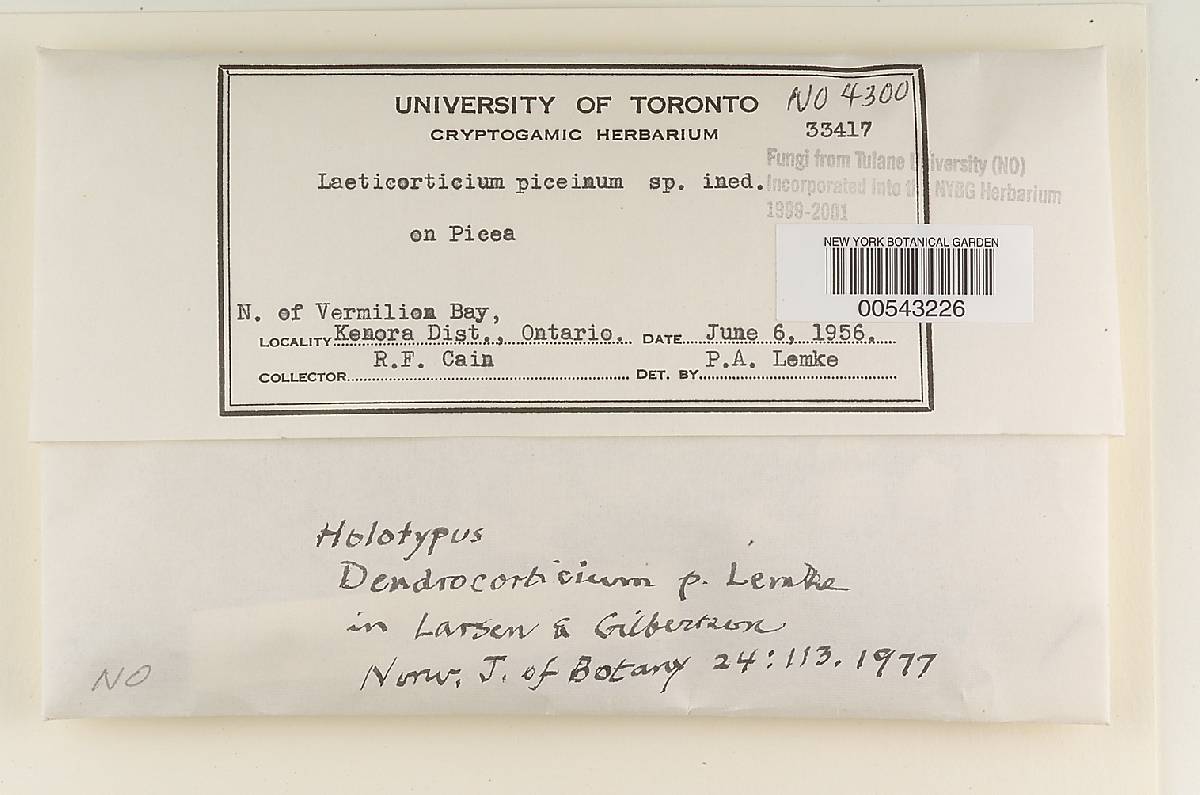 UNIVERSITY OF TORONTO
NO 4300
CRYPTOGAMIC HERBARIUM
33417
Fungi from Tulane University (NO)
Incorporated into the NYBG Herbarium
1999-2001
Laeticorticium piceinum sp. ined.
on Picea
NEW YORK BOTANICAL GARDEN
00543226
N. of Vermilion Bay,
LOCALITY Kenora Dist., Ontario. DATE June 6, 1956.
R.F. Cain P.A. Lemke
COLLECTOR DET. BY
Holotypus
Dendrocorticium p. Lemke
in Larsen & Gilbertson
Norw. J. of Botany 24:113. 1977
NO